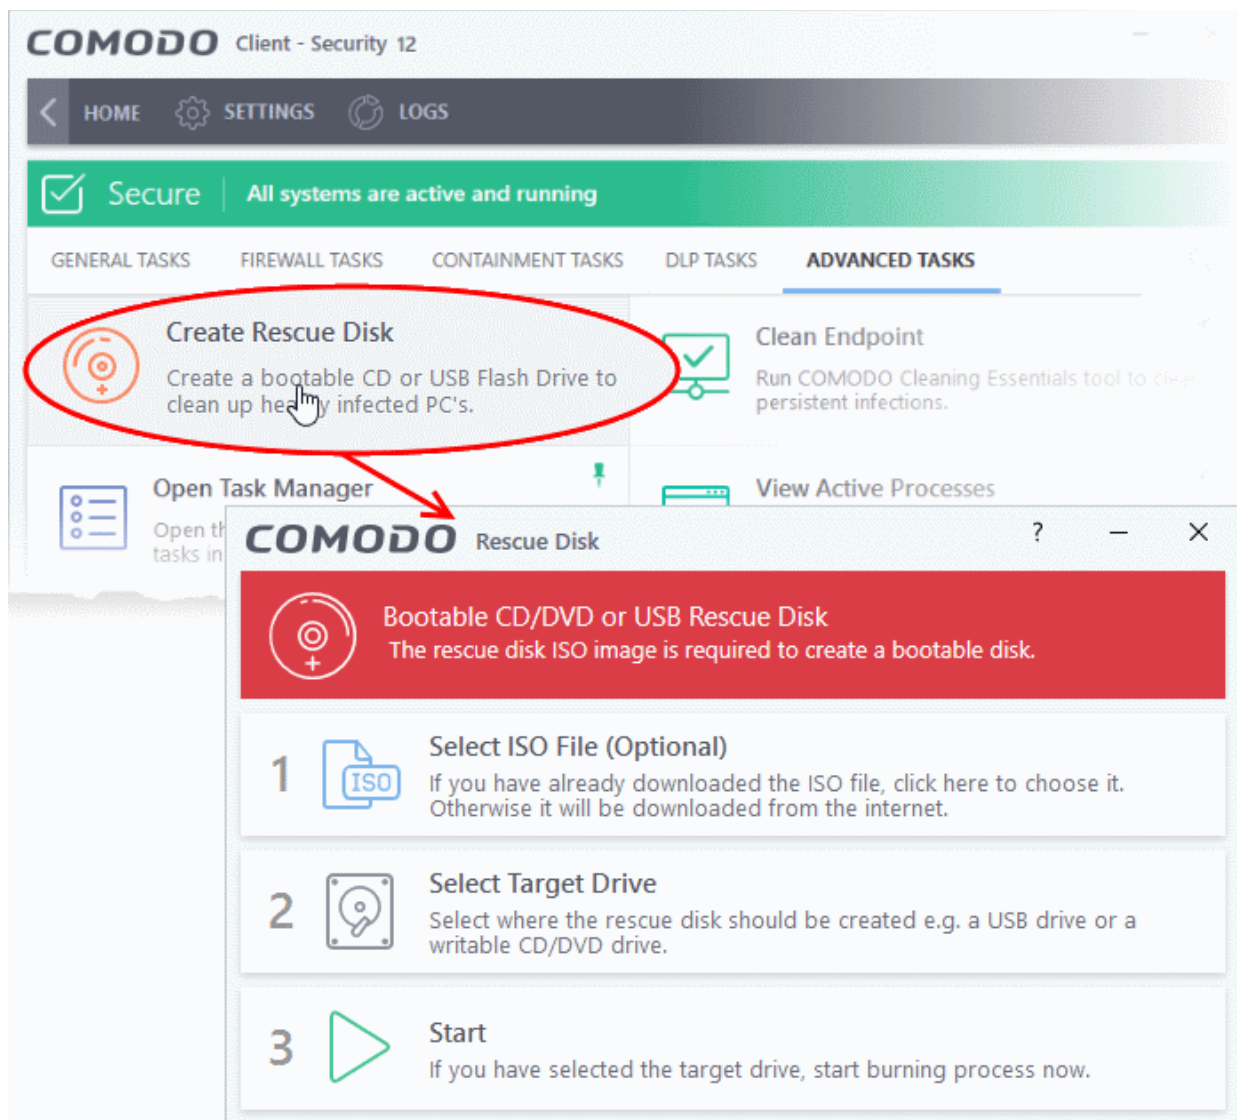 COMODO Client - Security 12
HOME SETTINGS LOGS
Secure All systems are active and running
GENERAL TASKS FIREWALL TASKS CONTAINMENT TASKS DLP TASKS ADVANCED TASKS
Create Rescue Disk
Create a bootable CD or USB Flash Drive to
clean up infected PC's.
Clean Endpoint
Run COMODO Cleaning Essentials tool to
persistent infections.
Open Task Manager
Open
tasks in
View Active Processes
COMODO Rescue Disk ?
Bootable CD/DVD or USB Rescue Disk
The rescue disk ISO image is required to create a bootable disk.
1 ISO Select ISO File (Optional)
If you have already downloaded the ISO file, click here to choose it.
Otherwise it will be downloaded from the internet.
2 Select Target Drive
Select where the rescue disk should be created e.g. a USB drive or a
writable CD/DVD drive.
3 Start
If you have selected the target drive, start burning process now.